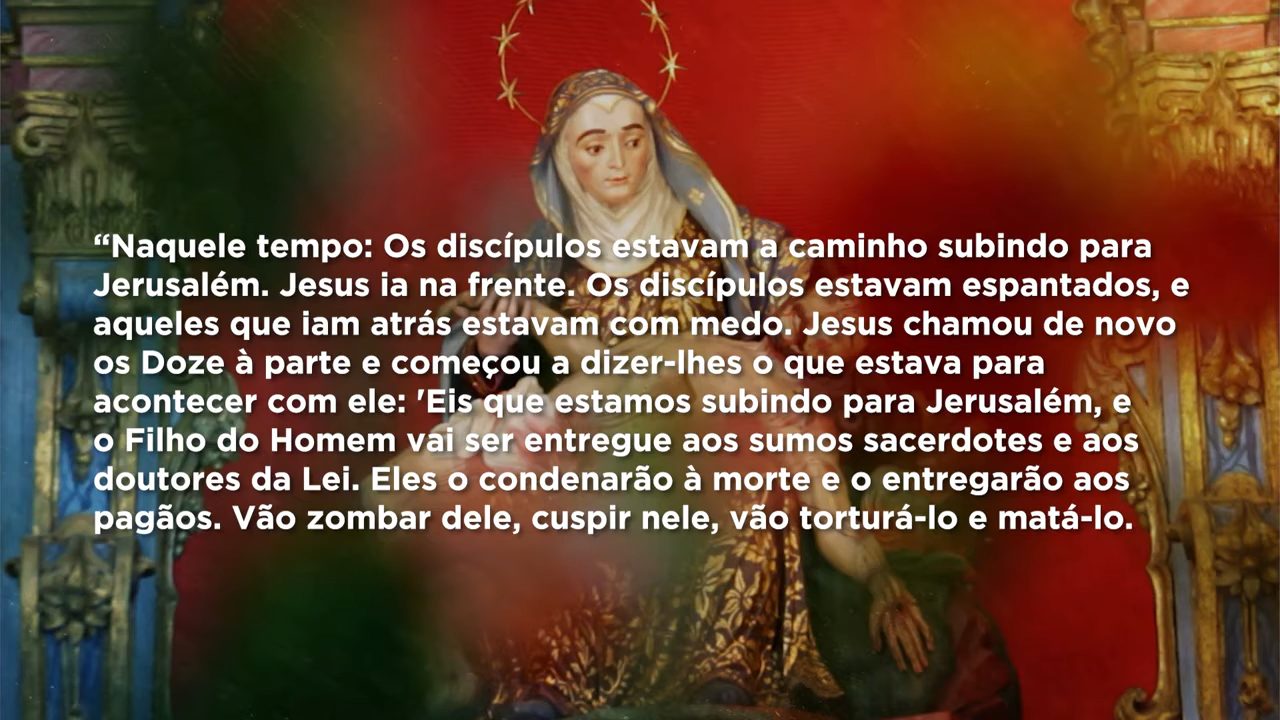 “Naquele tempo: Os discípulos estavam a caminho subindo para
Jerusalém. Jesus ia na frente. Os discípulos estavam espantados, e
aqueles que iam atrás estavam com medo. Jesus chamou de novo
os Doze à parte e começou a dizer-lhes o que estava para
acontecer com ele: 'Eis que estamos subindo para Jerusalém, e
o Filho do Homem vai ser entregue aos sumos sacerdotes e aos
doutores da Lei. Eles o condenarão à morte e o entregarão aos
pagãos. Vão zombar dele, cuspir nele, vão torturá-lo e matá-lo.